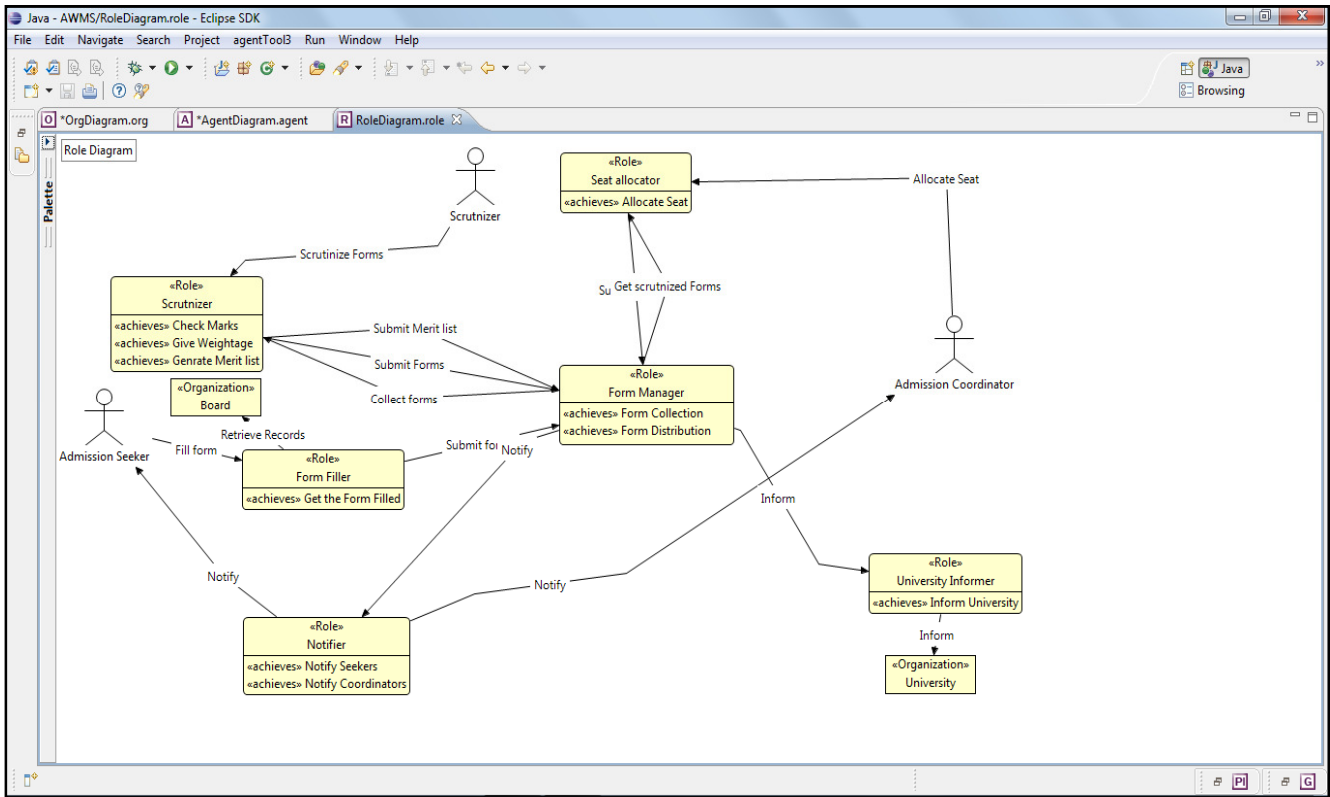 Java - AWMS/RoleDiagram.role - Eclipse SDK
File Edit Navigate Search Project agentTool3 Run Window Help
Java
Browsing
O *OrgDiagram.org A *AgentDiagram.agent R RoleDiagram.role
Palette
Role Diagram
Scrutnizer
«Role»
Seat allocator
«achieves» Allocate Seat
Allocate Seat
Scrutinize Forms
«Role»
Scrutnizer
«achieves» Check Marks
«achieves» Give Weightage
«achieves» Genrate Merit list
Su Get scrutnized Forms
Submit Merit list
Submit Forms
Collect forms
«Role»
Form Manager
«achieves» Form Collection
«achieves» Form Distribution
Admission Coordinator
«Organization»
Board
Retrieve Records
Admission Seeker
Fill form
«Role»
Form Filler
«achieves» Get the Form Filled
Submit for Notify
Inform
Notify
Notify
«Role»
University Informer
«achieves» Inform University
Inform
«Organization»
University
«Role»
Notifier
«achieves» Notify Seekers
«achieves» Notify Coordinators
PI
G